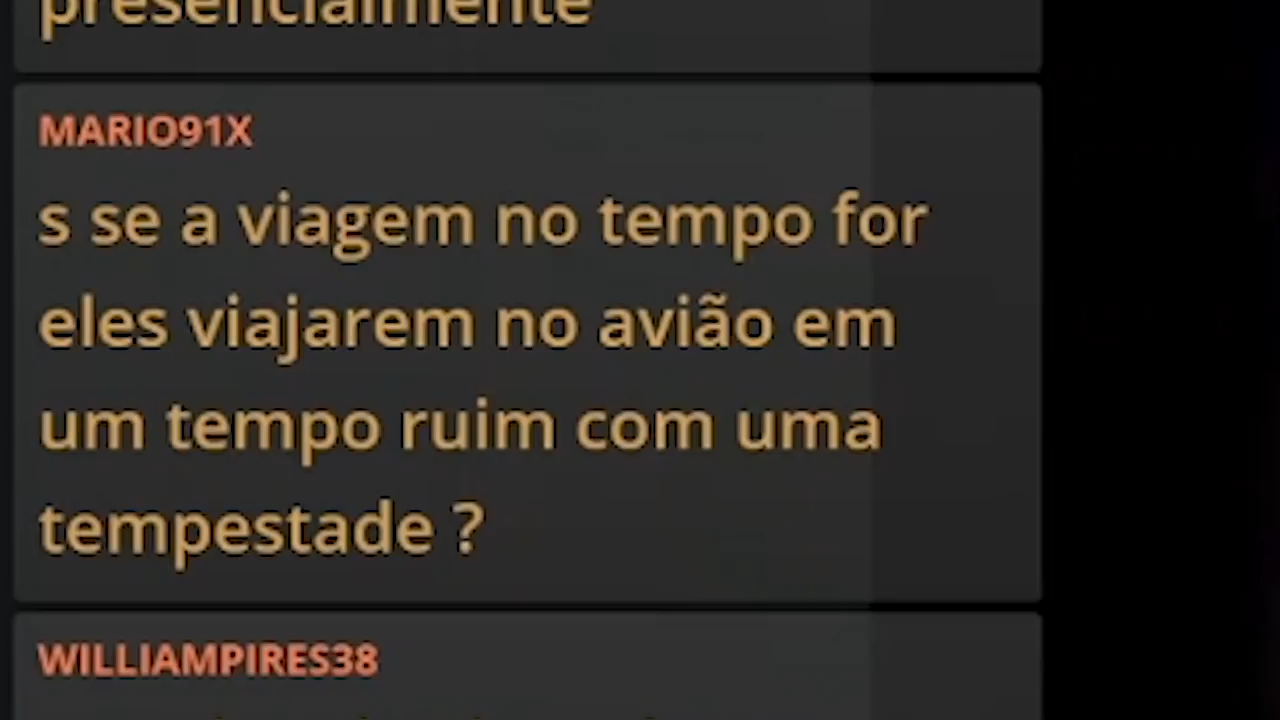 presencialmente
MARIO91X
s se a viagem no tempo for
eles viajarem no avião em
um tempo ruim com uma
tempestade ?
WILLIAMPIRES38